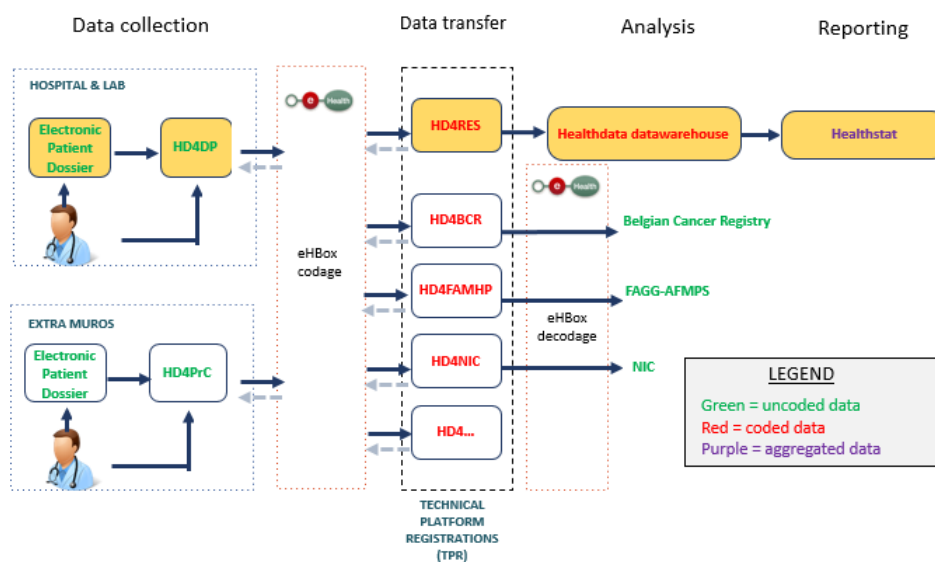 Data collection
Data transfer
Analysis
Reporting
HOSPITAL & LAB
Electronic
Patient
Dossier
HD4DP
e
Health
HD4RES
Healthdata datawarehouse
Healthstat
e
Health
HD4BCR
Belgian Cancer Registry
eHBox
codage
HD4FAMHP
FAGG-AFMPS
eHBox
decodage
EXTRA MUROS
Electronic
Patient
Dossier
HD4PrC
HD4NIC
NIC
HD4...
LEGEND
Green = uncoded data
Red = coded data
Purple = aggregated data
TECHNICAL
PLATFORM
REGISTRATIONS
(TPR)